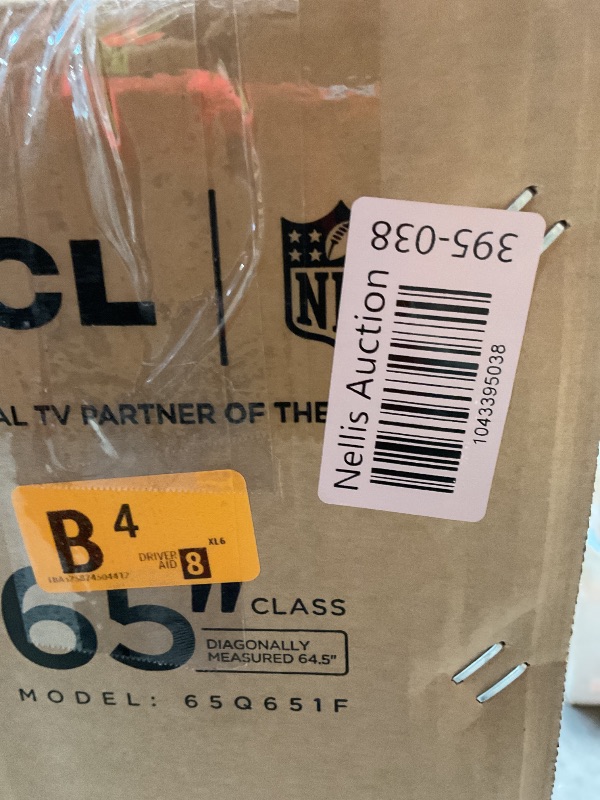 CL
NF
AL TV PARTNER OF THE
395-038
Nellis Auction
1043395038
B 4
DRIVER
AID 8
XL6
65" CLASS
DIAGONALLY
MEASURED 64.5"
MODEL: 65Q651F